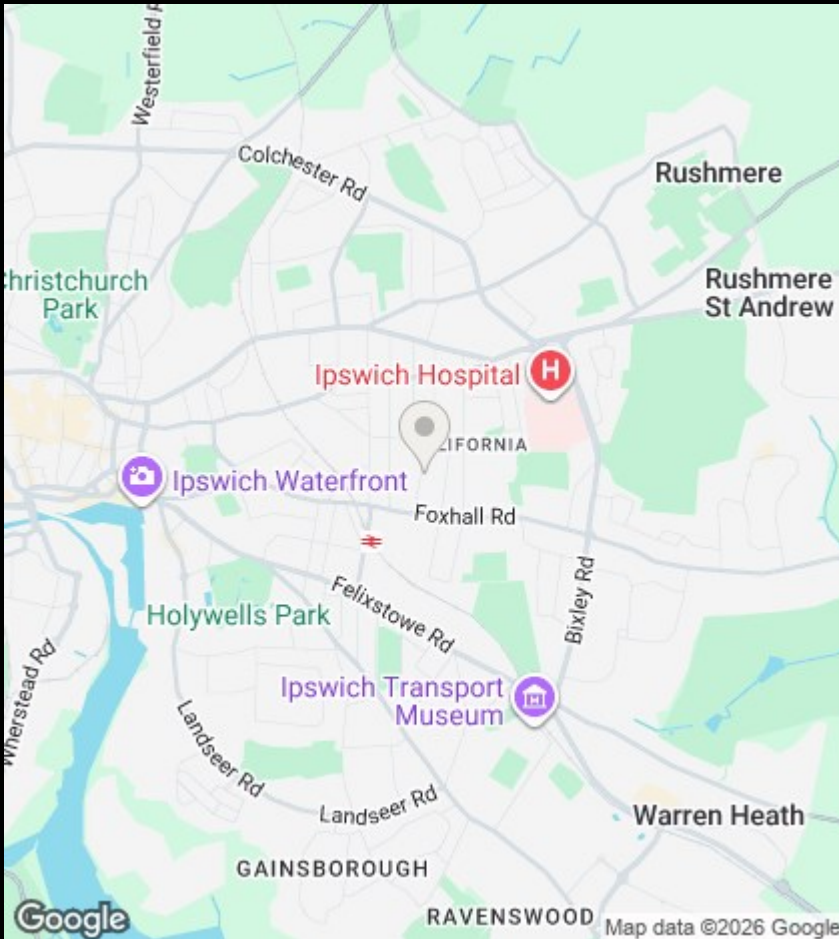 Westerfield R
Colchester Rd
Rushmere
Christchurch
Park
Rushmere
St Andrew
Ipswich Hospital
H
LIFORNIA
Ipswich Waterfront
Foxhall Rd
Felixstowe Rd
Bixley Rd
Holywells Park
Wherstead Rd
Ipswich Transport
Museum
Landseer Rd
Landseer Rd
Warren Heath
GAINSBOROUGH
RAVENSWOOD
Google
Map data ©2026 Google